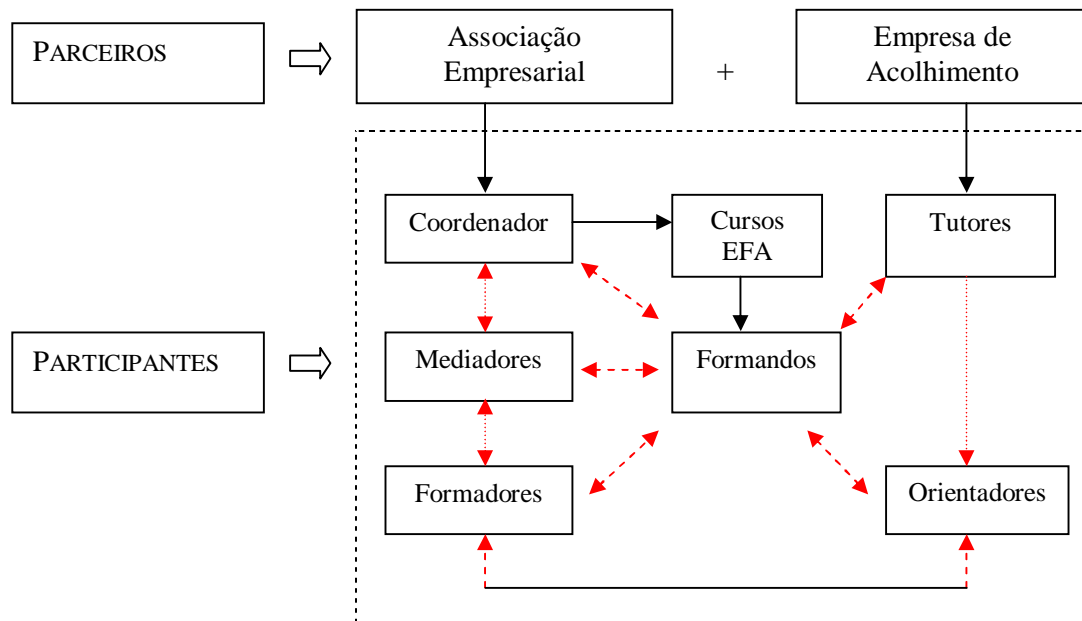 PARCEIROS
Associação
Empresarial
+
Empresa de
Acolhimento
Coordenador
Cursos
EFA
Tutores
PARTICIPANTES
Mediadores
Formandos
Formadores
Orientadores